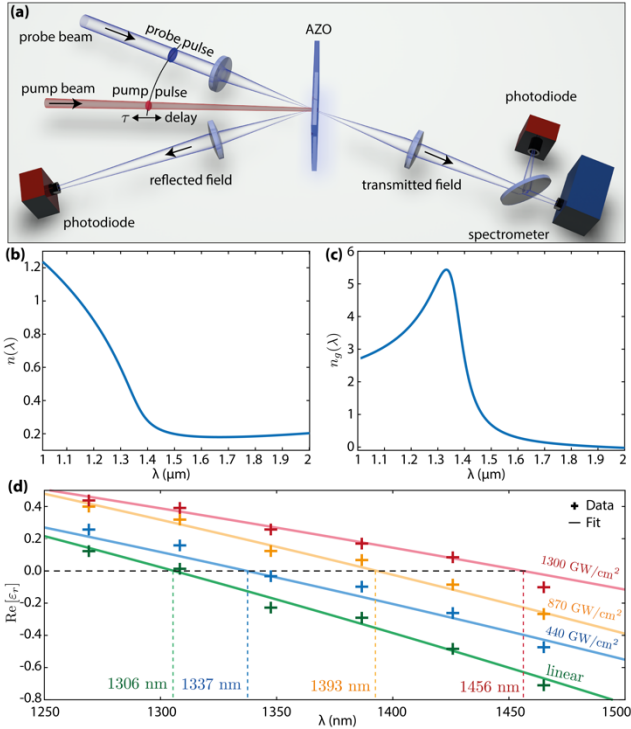 (a)
AZO
probe beam
probe pulse
pump beam
pump pulse
τ delay
photodiode
reflected field
transmitted field
photodiode
spectrometer
(b)
n(λ)
1.2
1
0.8
0.6
0.4
0.2
1 1.1 1.2 1.3 1.4 1.5 1.6 1.7 1.8 1.9 2
λ (μm)
(c)
n_g(λ)
6
5
4
3
2
1
0
1 1.1 1.2 1.3 1.4 1.5 1.6 1.7 1.8 1.9 2
λ (μm)
(d)
Re [ε_r]
0.4
0.2
0.0
-0.2
-0.4
-0.6
-0.8
+ Data
— Fit
1300 GW/cm²
870 GW/cm²
440 GW/cm²
linear
1306 nm
1337 nm
1393 nm
1456 nm
1250 1300 1350 1400 1450 1500
λ (nm)